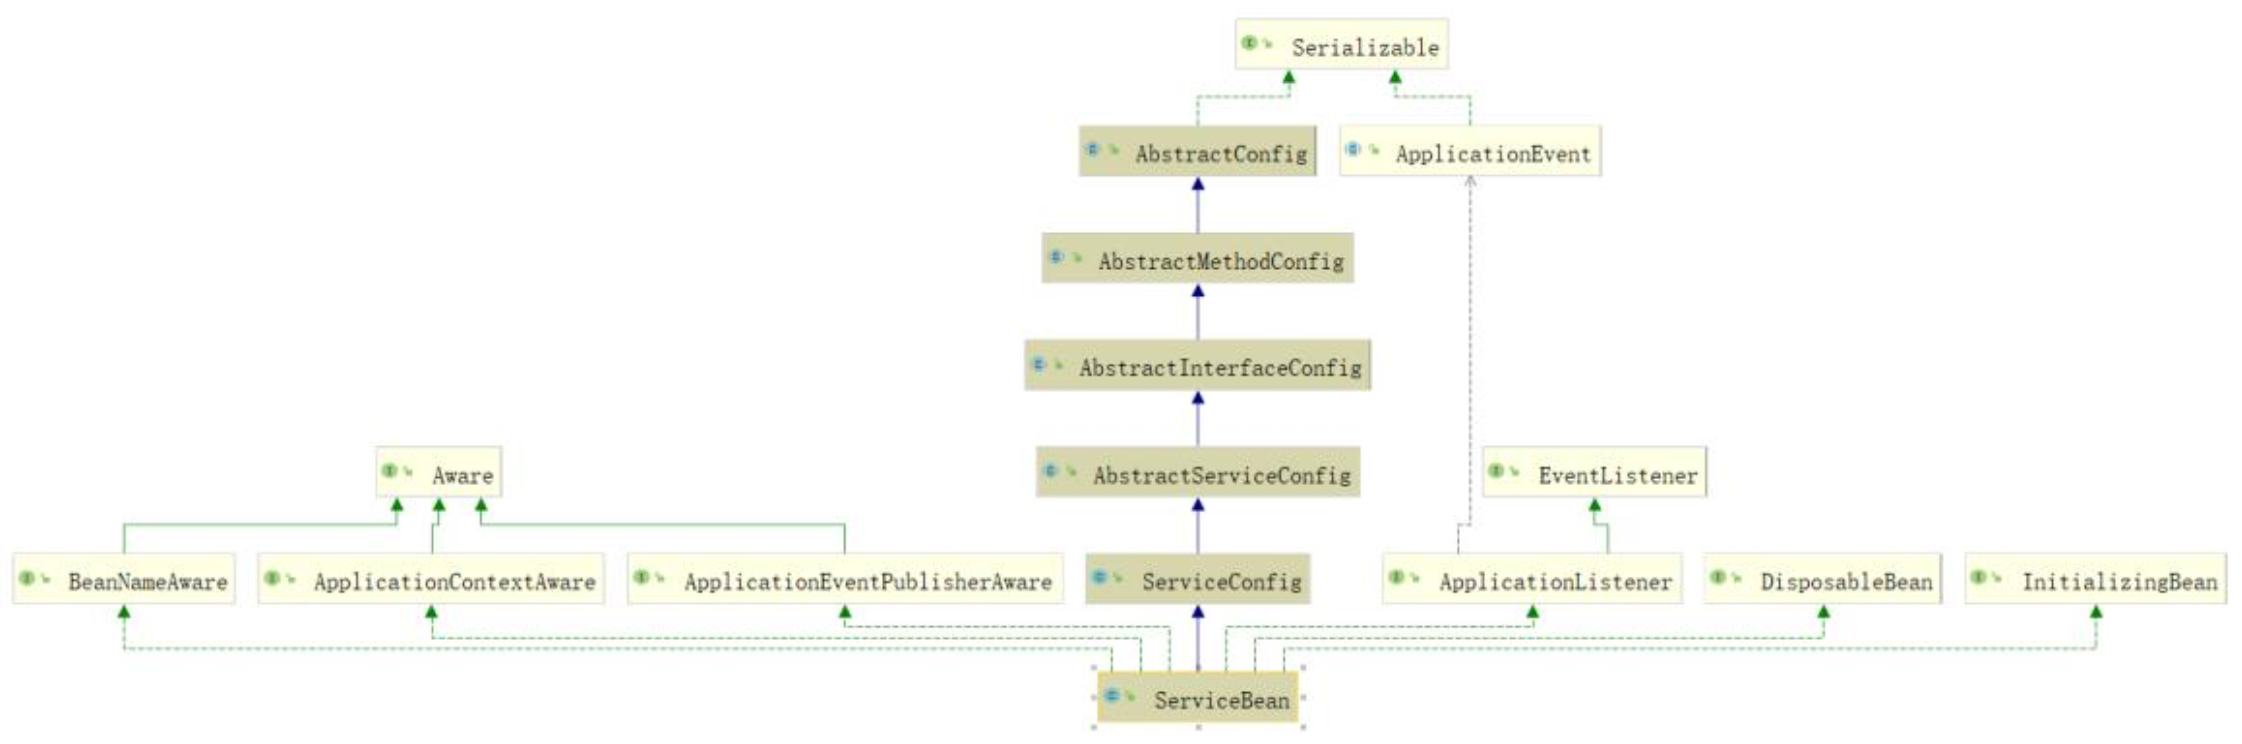 Serializable
AbstractConfig
ApplicationEvent
AbstractMethodConfig
AbstractInterfaceConfig
Aware
AbstractServiceConfig
EventListener
BeanNameAware
ApplicationContextAware
ApplicationEventPublisherAware
ServiceConfig
ApplicationListener
DisposableBean
InitializingBean
ServiceBean